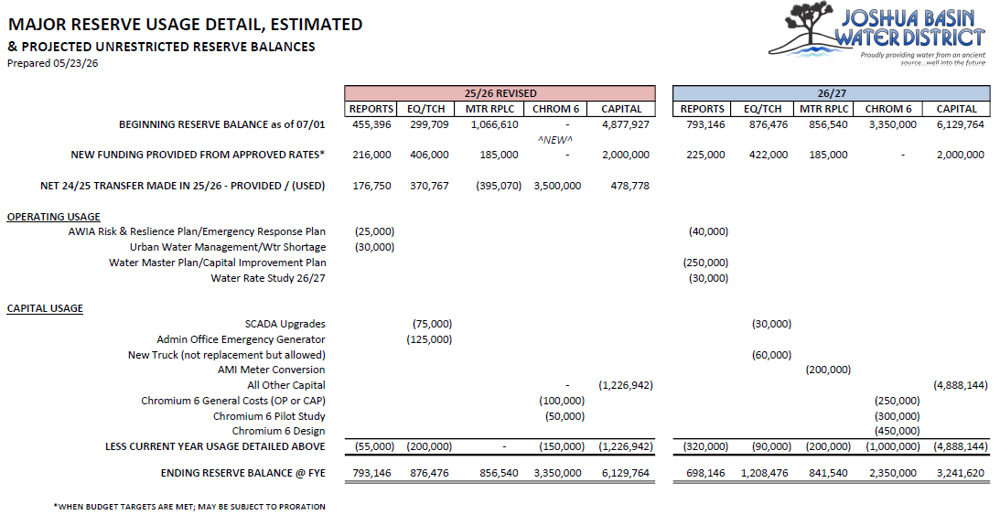 MAJOR RESERVE USAGE DETAIL, ESTIMATED
& PROJECTED UNRESTRICTED RESERVE BALANCES
Prepared 05/23/26
JOSHUA BASIN
WATER DISTRICT
Proudly providing water from an ancient
source...well into the future
25/26 REVISED 26/27
REPORTS EQ/TCH MTR RPLC CHROM 6 CAPITAL REPORTS EQ/TCH MTR RPLC CHROM 6 CAPITAL
BEGINNING RESERVE BALANCE as of 07/01 455,396 299,709 1,066,610 - 4,877,927 793,146 876,476 856,540 3,350,000 6,129,764
^NEW^
NEW FUNDING PROVIDED FROM APPROVED RATES* 216,000 406,000 185,000 - 2,000,000 225,000 422,000 185,000 - 2,000,000
NET 24/25 TRANSFER MADE IN 25/26 - PROVIDED / (USED) 176,750 370,767 (395,070) 3,500,000 478,778
OPERATING USAGE
AWIA Risk & Reslience Plan/Emergency Response Plan (25,000) (40,000)
Urban Water Management/Wtr Shortage (30,000)
Water Master Plan/Capital Improvement Plan (250,000)
Water Rate Study 26/27 (30,000)
CAPITAL USAGE
SCADA Upgrades (75,000) (30,000)
Admin Office Emergency Generator (125,000)
New Truck (not replacement but allowed) (60,000)
AMI Meter Conversion (200,000)
All Other Capital - (1,226,942) (4,888,144)
Chromium 6 General Costs (OP or CAP) (100,000) (250,000)
Chromium 6 Pilot Study (50,000) (300,000)
Chromium 6 Design (450,000)
LESS CURRENT YEAR USAGE DETAILED ABOVE (55,000) (200,000) - (150,000) (1,226,942) (320,000) (90,000) (200,000) (1,000,000) (4,888,144)
ENDING RESERVE BALANCE @ FYE 793,146 876,476 856,540 3,350,000 6,129,764 698,146 1,208,476 841,540 2,350,000 3,241,620
*WHEN BUDGET TARGETS ARE MET; MAY BE SUBJECT TO PRORATION